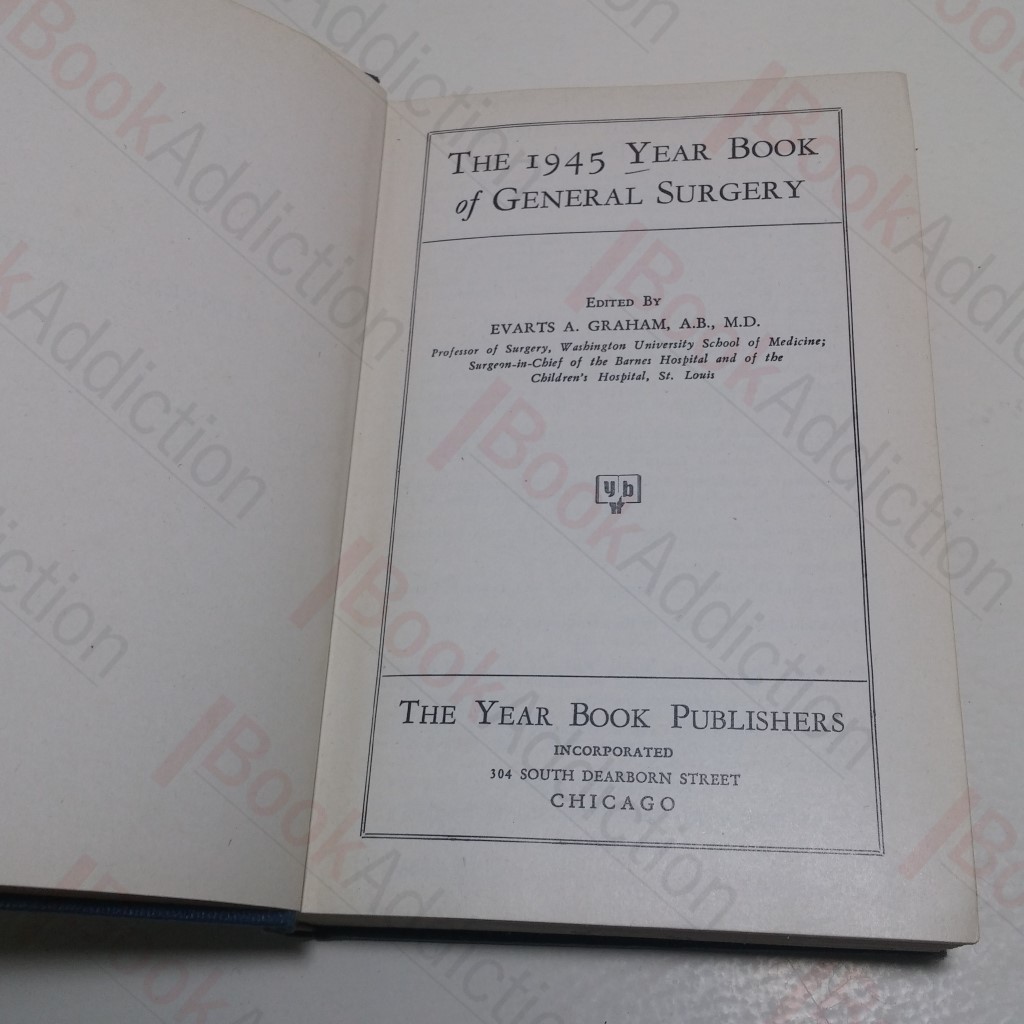 THE 1945 YEAR BOOK
of GENERAL SURGERY
EDITED BY
EVARTS A. GRAHAM, A.B., M.D.
Professor of Surgery, Washington University School of Medicine;
Surgeon-in-Chief of the Barnes Hospital and of the
Children's Hospital, St. Louis
yb
THE YEAR BOOK PUBLISHERS
INCORPORATED
304 SOUTH DEARBORN STREET
CHICAGO
BookAddiction